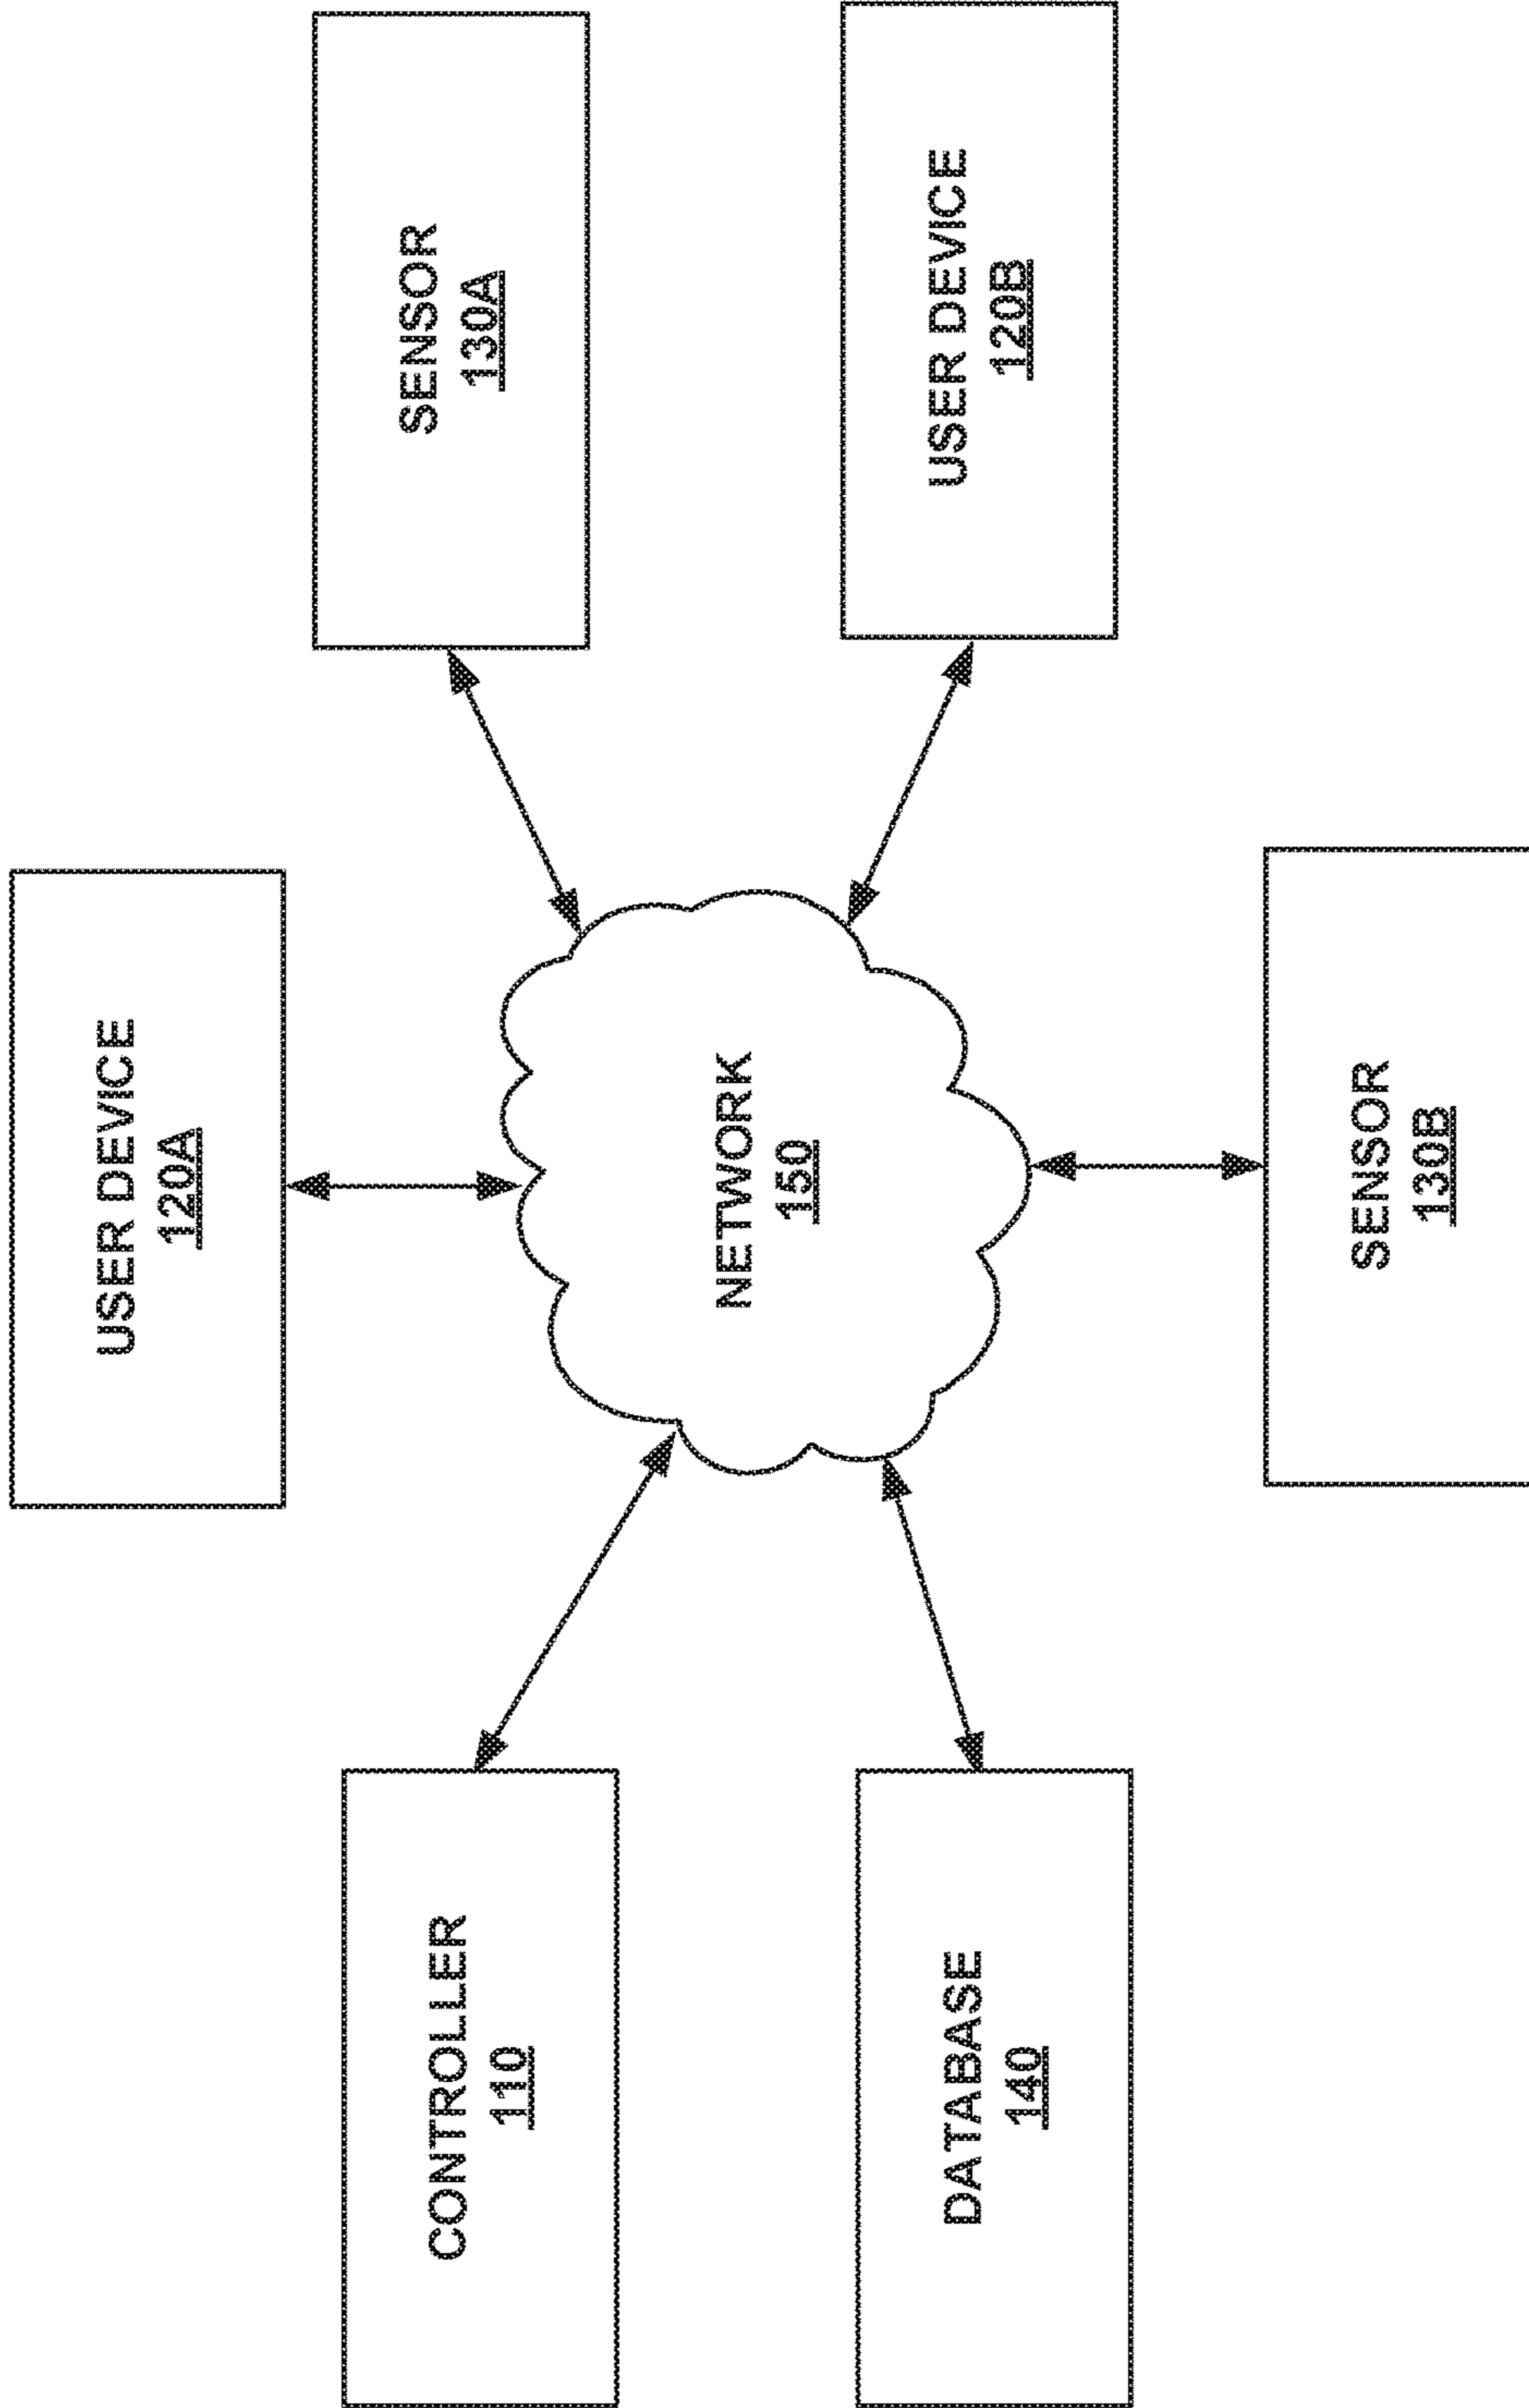 USER DEVICE
120A
CONTROLLER
110
SENSOR
130A
NETWORK
150
DATABASE
140
USER DEVICE
120B
SENSOR
130B